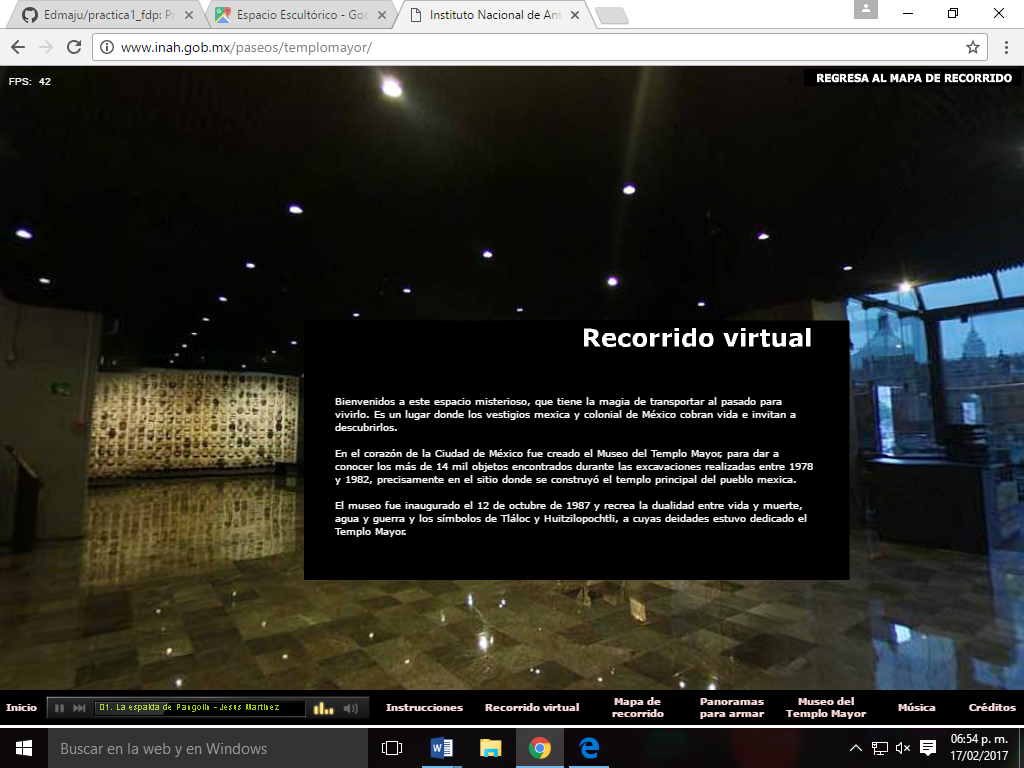 Edmaju/practica1_fdp: Pr
Espacio Escultórico - Goo
Instituto Nacional de Ant
www.inah.gob.mx/paseos/templomayor/
FPS: 42
REGRESA AL MAPA DE RECORRIDO
Recorrido virtual
Bienvenidos a este espacio misterioso, que tiene la magia de transportar al pasado para
vivirlo. Es un lugar donde los vestigios mexica y colonial de México cobran vida e invitan a
descubrirlos.
En el corazón de la Ciudad de México fue creado el Museo del Templo Mayor, para dar a
conocer los más de 14 mil objetos encontrados durante las excavaciones realizadas entre 1978
y 1982, precisamente en el sitio donde se construyó el templo principal del pueblo mexica.
El museo fue inaugurado el 12 de octubre de 1987 y recrea la dualidad entre vida y muerte,
agua y guerra y los símbolos de Tláloc y Huitzilopochtli, a cuyas deidades estuvo dedicado el
Templo Mayor.
Inicio
01. La espalda de Pangolín - Jesús Martínez
Instrucciones
Recorrido virtual
Mapa de
recorrido
Panoramas
para armar
Museo del
Templo Mayor
Música
Créditos
Buscar en la web y en Windows
06:54 p. m.
17/02/2017